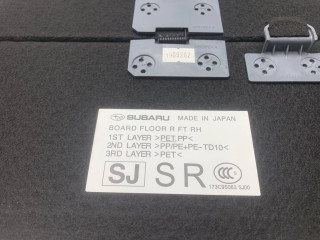 SUBARU MADE IN JAPAN
BOARD FLOOR R FT RH
1ST LAYER >PET,PP<
2ND LAYER >PP/PE+PE-TD10<
3RD LAYER >PET<
SJ SR